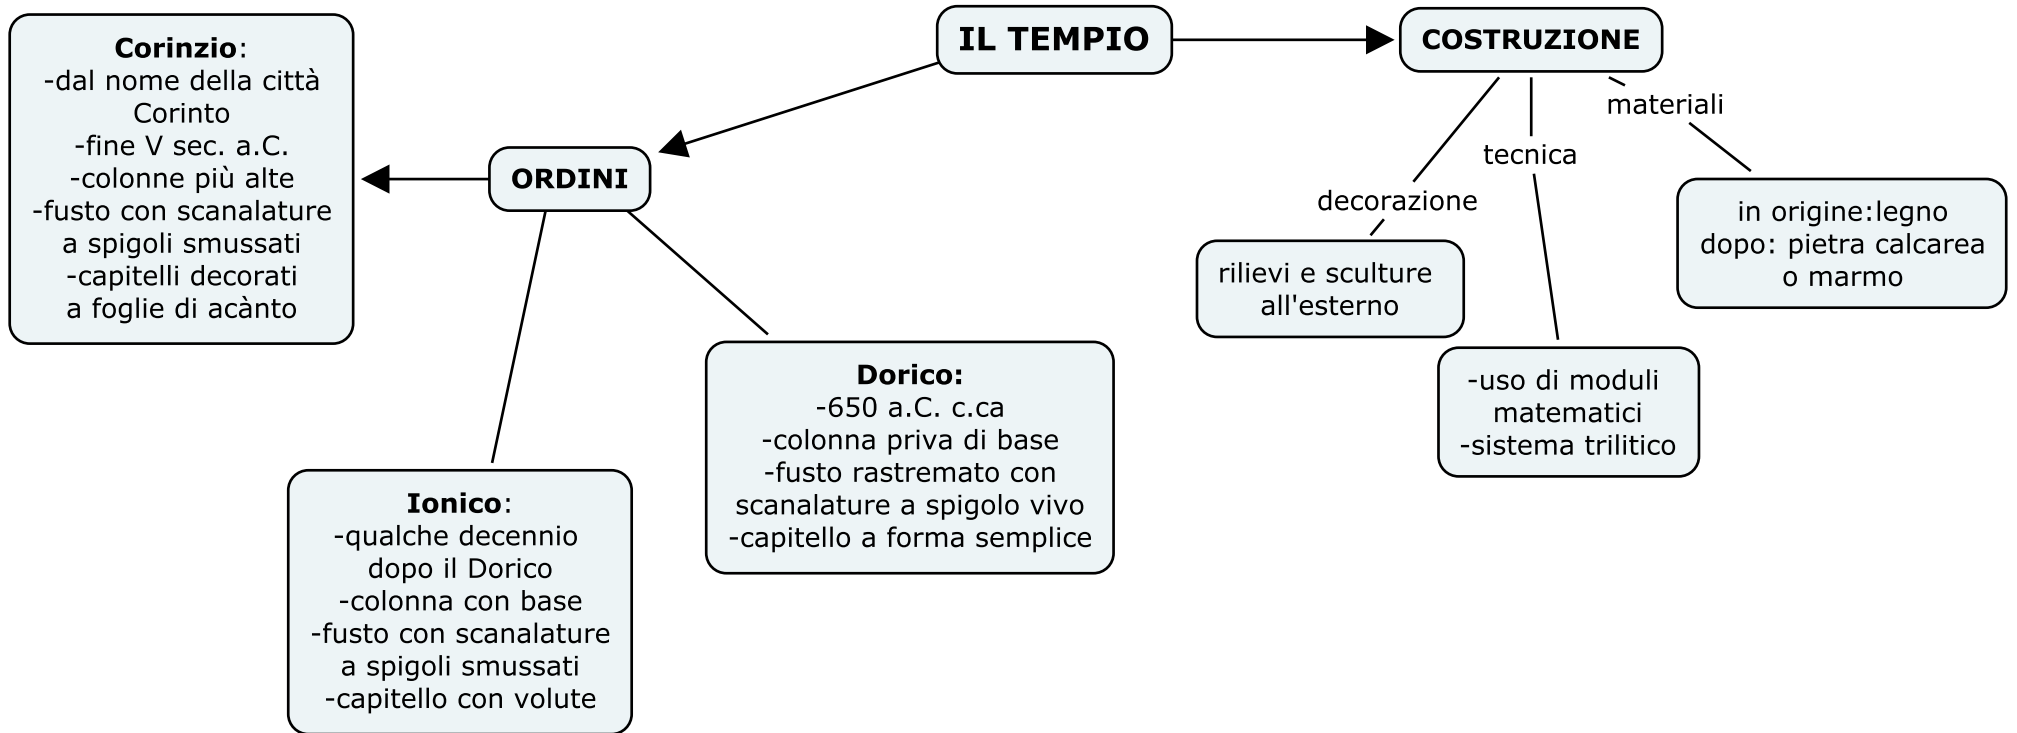 IL TEMPIO
COSTRUZIONE
ORDINI
Corinzio:
-dal nome della città
Corinto
-fine V sec. a.C.
-colonne più alte
-fusto con scanalature
a spigoli smussati
-capitelli decorati
a foglie di acànto
Ionico:
-qualche decennio
dopo il Dorico
-colonna con base
-fusto con scanalature
a spigoli smussati
-capitello con volute
Dorico:
-650 a.C. c.ca
-colonna priva di base
-fusto rastremato con
scanalature a spigolo vivo
-capitello a forma semplice
decorazione
rilievi e sculture
all'esterno
tecnica
-uso di moduli
matematici
-sistema trilitico
materiali
in origine:legno
dopo: pietra calcarea
o marmo